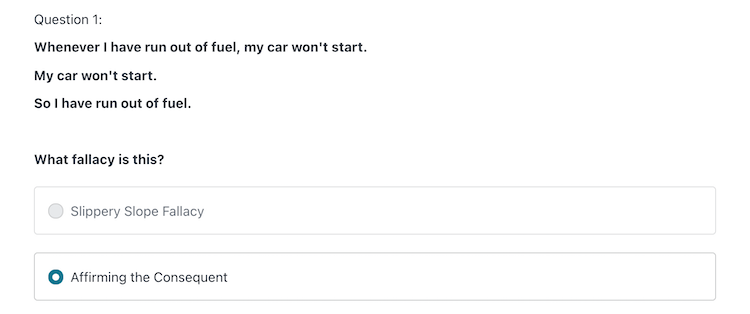 Question 1:
Whenever I have run out of fuel, my car won't start.
My car won't start.
So I have run out of fuel.
What fallacy is this?
Slippery Slope Fallacy
Affirming the Consequent